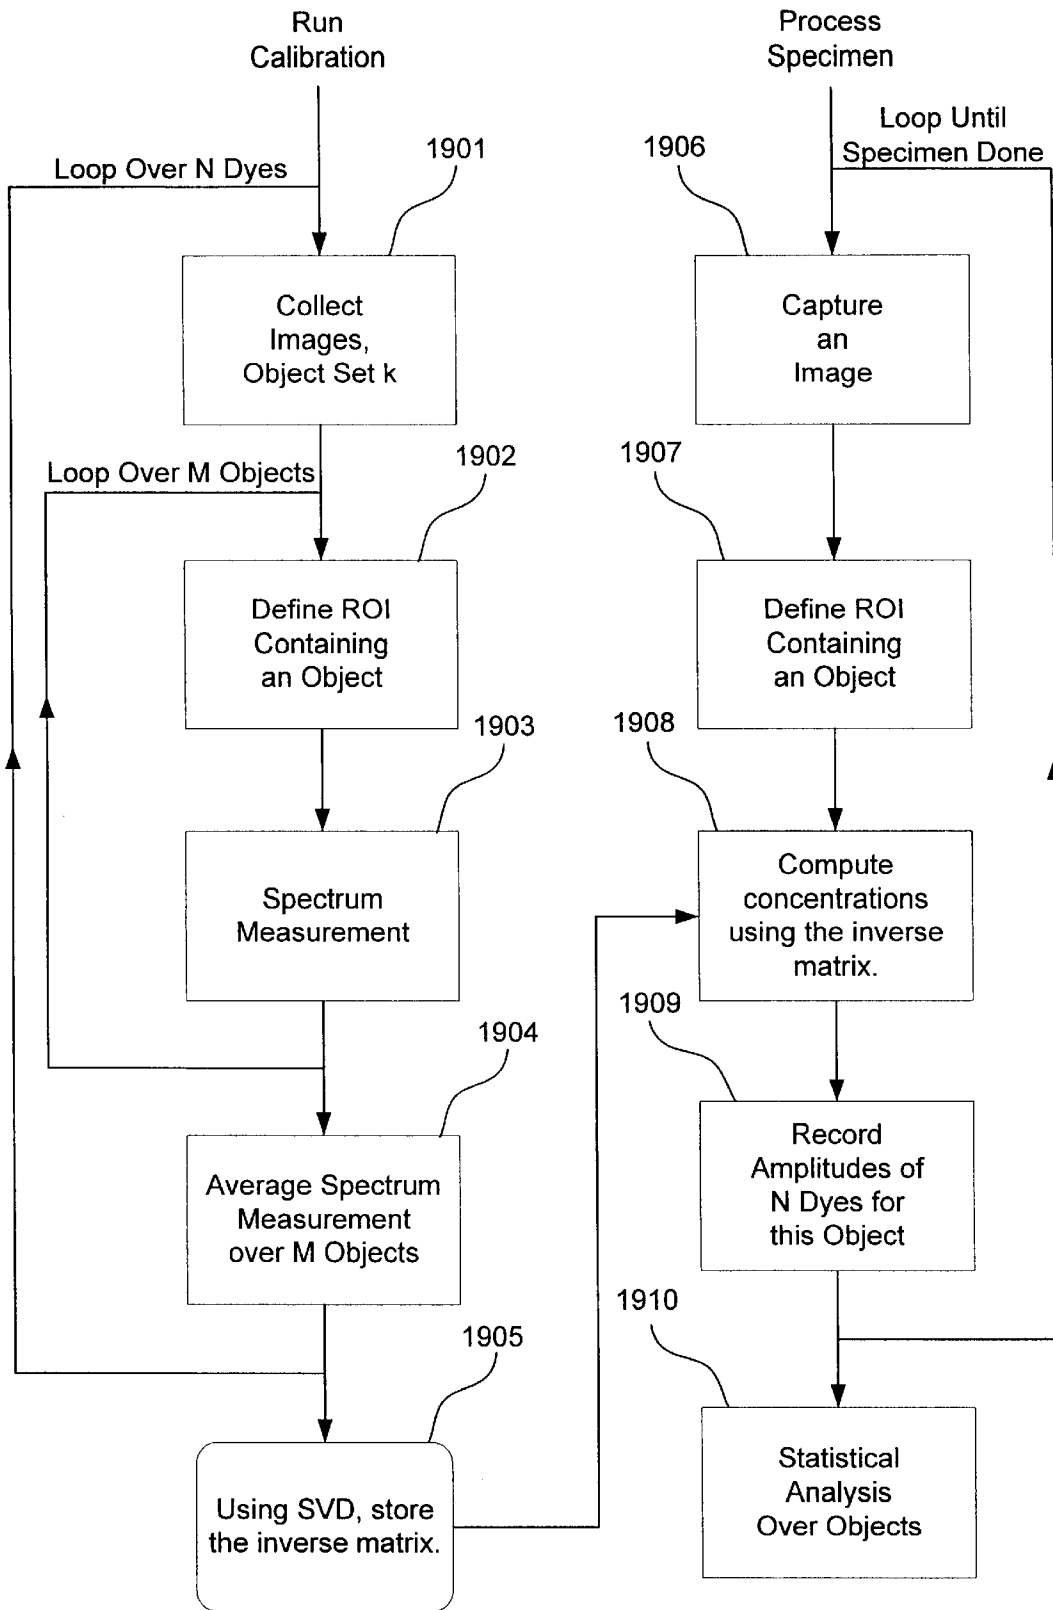 Run
Calibration
Loop Over N Dyes
1901
Collect
Images,
Object Set k
Loop Over M Objects
1902
Define ROI
Containing
an Object
1903
Spectrum
Measurement
1904
Average Spectrum
Measurement
over M Objects
1905
Using SVD, store
the inverse matrix.
Process
Specimen
Loop Until
Specimen Done
1906
Capture
an
Image
1907
Define ROI
Containing
an Object
1908
Compute
concentrations
using the inverse
matrix.
1909
Record
Amplitudes of
N Dyes for
this Object
1910
Statistical
Analysis
Over Objects